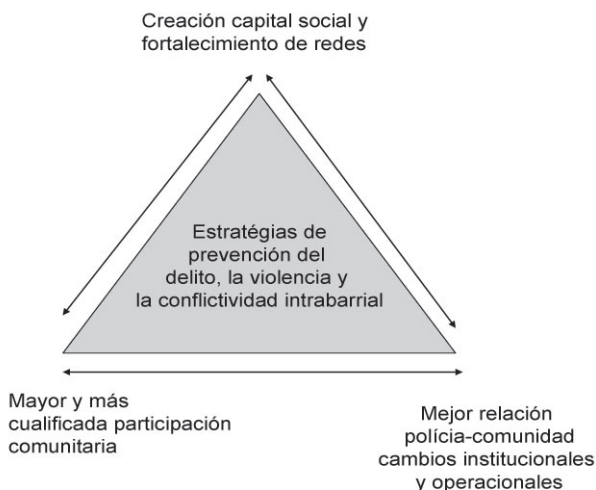 Creación capital social y
fortalecimiento de redes
Estratégias de
prevención del
delito, la violencia y
la conflictividad intrabarrial
Mayor y más
cualificada participación
comunitaria
Mejor relación
polícia-comunidad
cambios institucionales
y operacionales